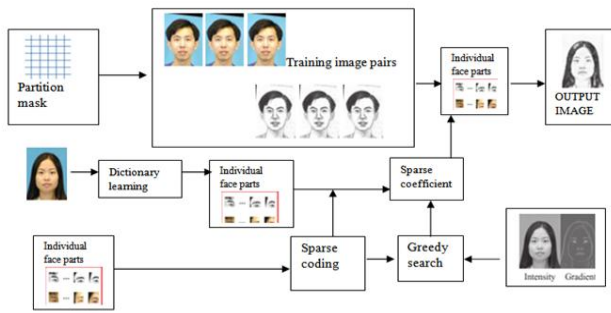 Partition
mask
Training image pairs
Individual
face parts
OUTPUT
IMAGE
Dictionary
learning
Individual
face parts
Sparse
coefficient
Individual
face parts
Sparse
coding
Greedy
search
Intensity Gradient